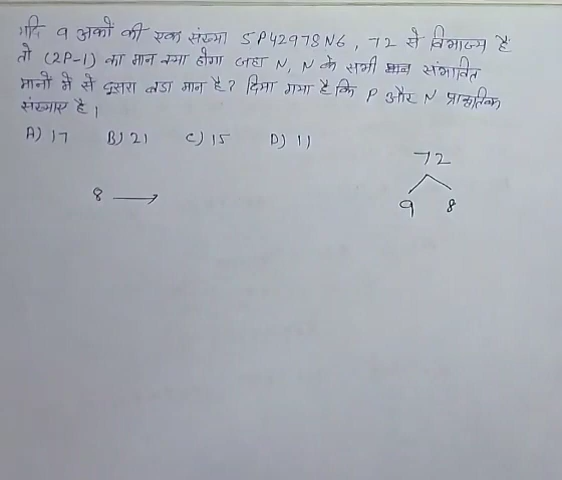 यदि 9 अंकों की एक संख्या 5P42978N6, 72 से विभाज्य है
तो (2P-1) का मान क्या होगा जहा N, N के सभी संभावित
मानों में से दूसरा बडा मान है? दिया गया है कि P और N प्राकृतिक
संख्याए है।
A) 17 B) 21 C) 15 D) 11
72
8 → 9 8